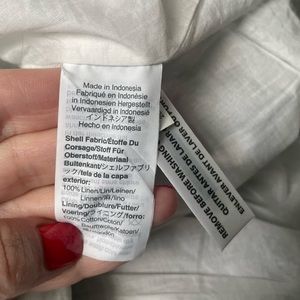 Made in Indonesia
Fabriqué en Indonésie
in Indonesien Hergestellt
Vervaardigd in Indonesië
インドネシア製
Hecho en Indonesia
Shell Fabric/Étoffe Du
Corsage/Stoff Für
Oberstoff/Materiaal
Buitenkant/シェルファブリ
ック/tela de la capa
exterior:
100% Linen/Lin/Leinen/
Linnen/麻/lino
Lining/Doublure/Futter/
Voering/ライニング/forro:
100% Cotton/Coton/
Baumwolle/Katoen/
REMOVE BEFORE WASHING
QUITAR ANTES DE LAVAR
ENLEVER AVANT DE LAVER OU